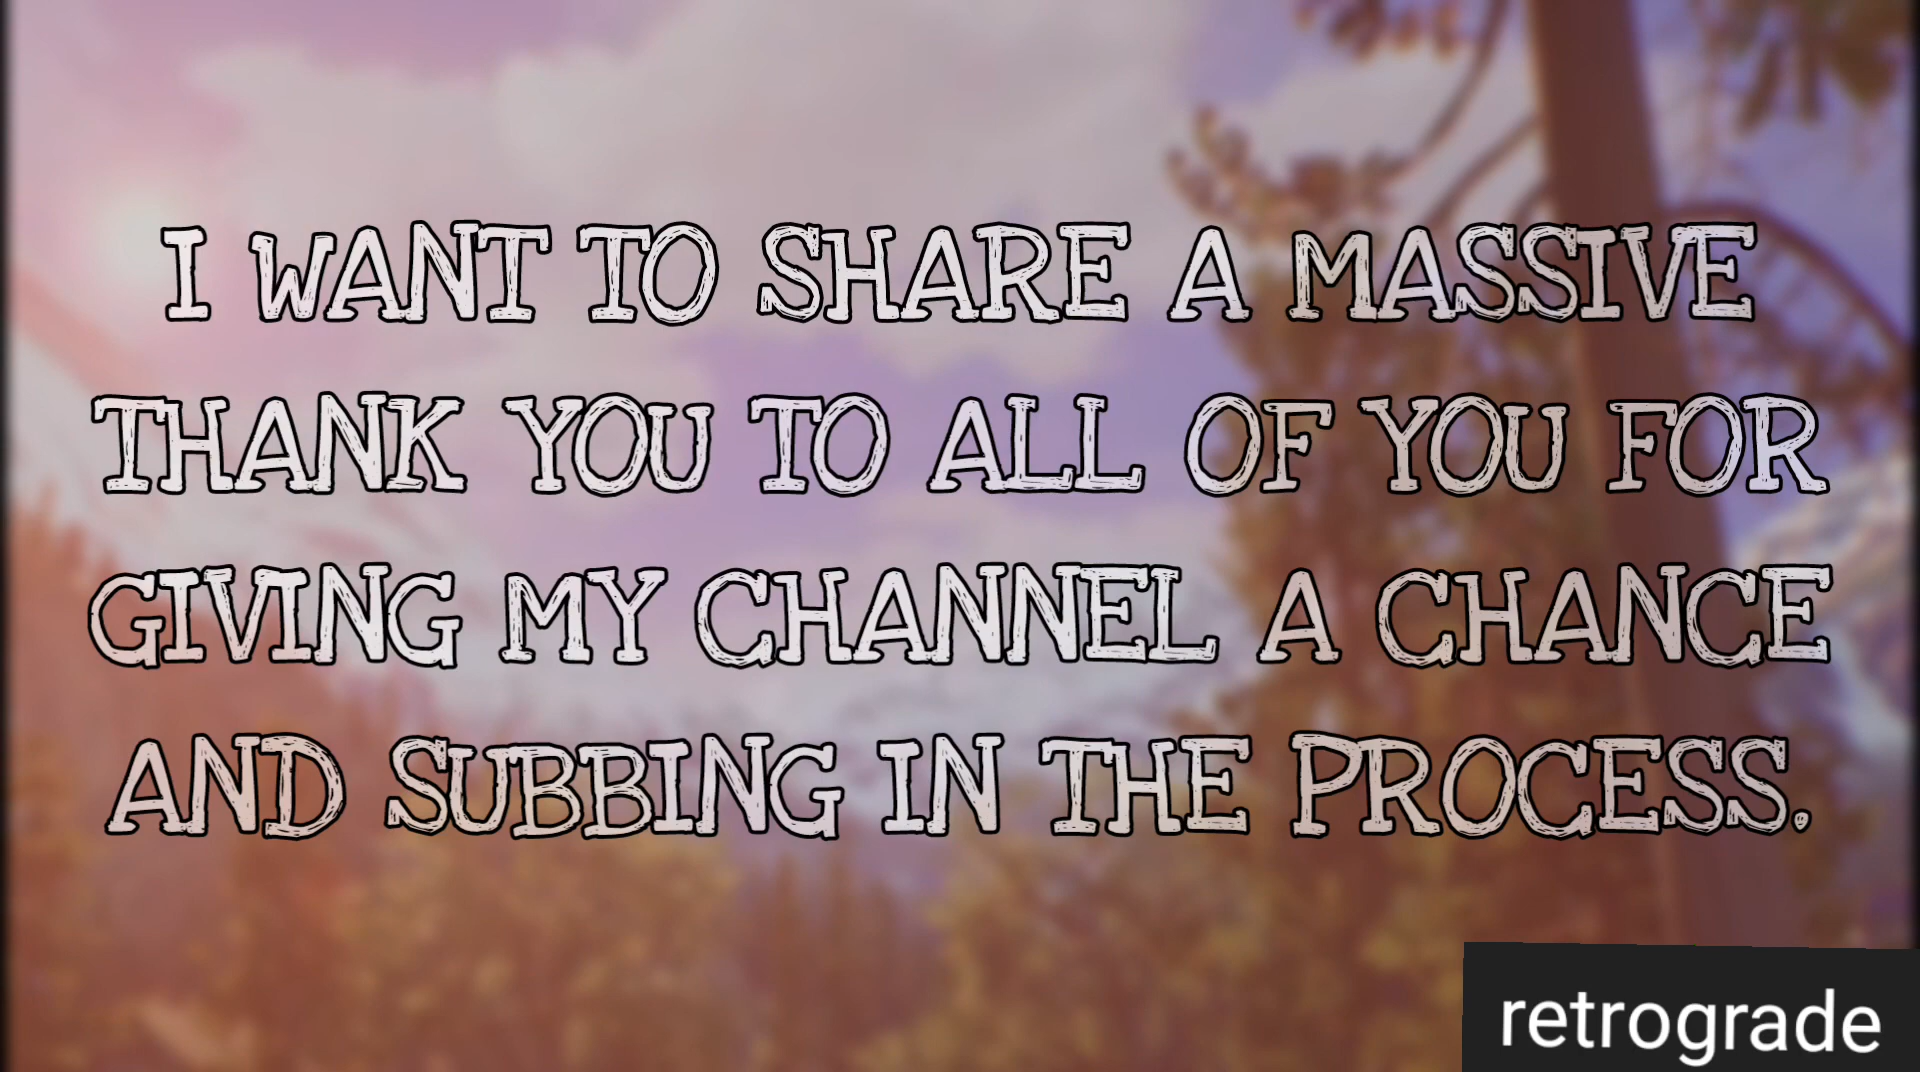 I WANT TO SHARE A MASSIVE
THANK YOU TO ALL OF YOU FOR
GIVING MY CHANNEL A CHANCE
AND SUBBING IN THE PROCESS.
retrograde